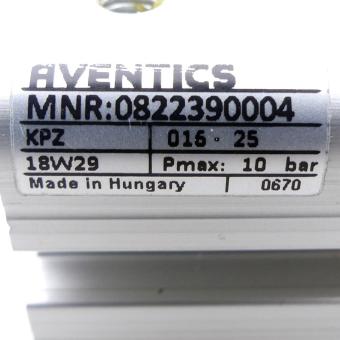 AVENTICS
MNR:0822390004
KPZ 016 - 25
18W29 Pmax: 10 bar
Made in Hungary 0670